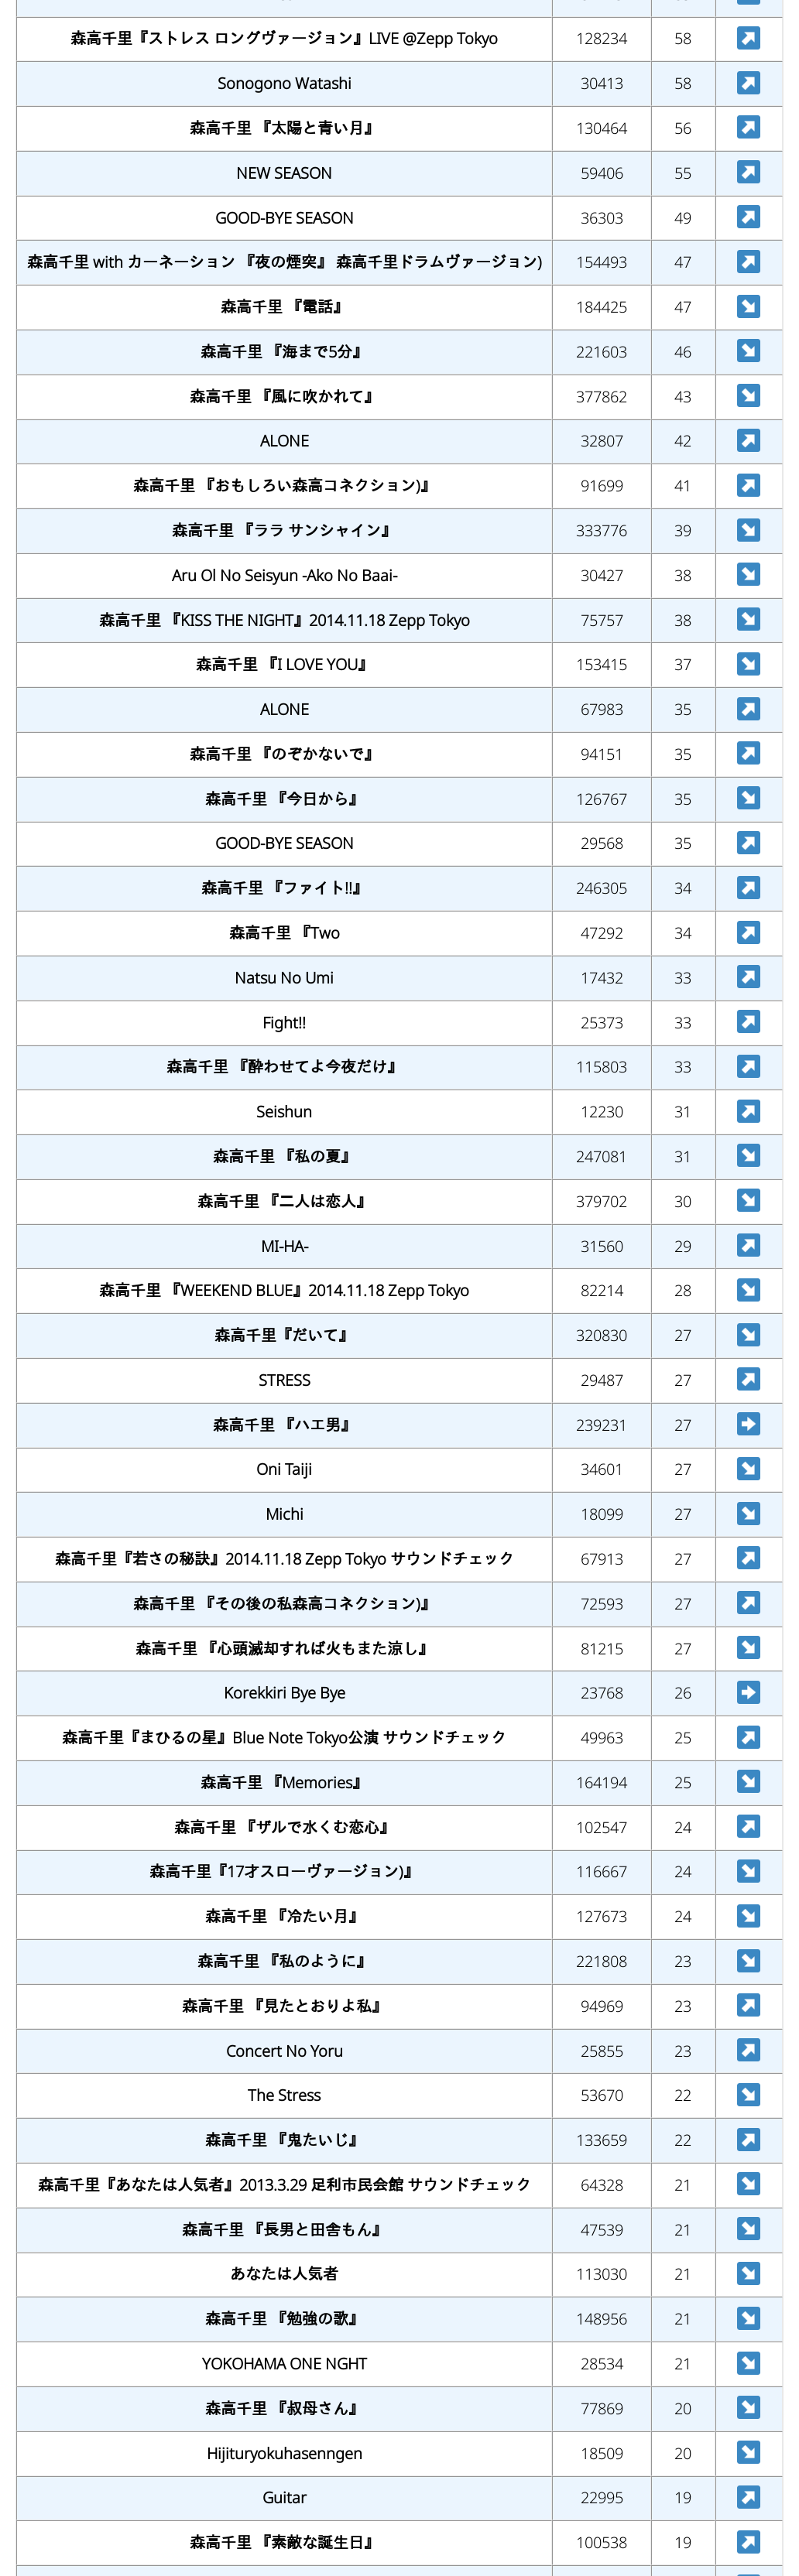 森高千里『ストレス ロングヴァージョン』LIVE @Zepp Tokyo 128234 58 ↗
Sonogono Watashi 30413 58 ↗
森高千里 『太陽と青い月』 130464 56 ↗
NEW SEASON 59406 55 ↗
GOOD-BYE SEASON 36303 49 ↗
森高千里 with カーネーション 『夜の煙突』 森高千里ドラムヴァージョン) 154493 47 ↗
森高千里 『電話』 184425 47 ↘
森高千里 『海まで5分』 221603 46 ↘
森高千里 『風に吹かれて』 377862 43 ↘
ALONE 32807 42 ↗
森高千里 『おもしろい森高コネクション)』 91699 41 ↗
森高千里 『ララ サンシャイン』 333776 39 ↘
Aru Ol No Seisyun -Ako No Baai- 30427 38 ↘
森高千里 『KISS THE NIGHT』2014.11.18 Zepp Tokyo 75757 38 ↘
森高千里 『I LOVE YOU』 153415 37 ↘
ALONE 67983 35 ↗
森高千里 『のぞかないで』 94151 35 ↗
森高千里 『今日から』 126767 35 ↘
GOOD-BYE SEASON 29568 35 ↗
森高千里 『ファイト!!』 246305 34 ↗
森高千里 『Two 47292 34 ↗
Natsu No Umi 17432 33 ↗
Fight!! 25373 33 ↗
森高千里 『酔わせてよ今夜だけ』 115803 33 ↗
Seishun 12230 31 ↗
森高千里 『私の夏』 247081 31 ↘
森高千里 『二人は恋人』 379702 30 ↘
MI-HA- 31560 29 ↗
森高千里 『WEEKEND BLUE』2014.11.18 Zepp Tokyo 82214 28 ↘
森高千里『だいて』 320830 27 ↘
STRESS 29487 27 ↗
森高千里 『ハエ男』 239231 27 ➡
Oni Taiji 34601 27 ↘
Michi 18099 27 ↘
森高千里『若さの秘訣』2014.11.18 Zepp Tokyo サウンドチェック 67913 27 ↗
森高千里 『その後の私森高コネクション)』 72593 27 ↗
森高千里 『心頭滅却すれば火もまた涼し』 81215 27 ↘
Korekkiri Bye Bye 23768 26 ➡
森高千里『まひるの星』Blue Note Tokyo公演 サウンドチェック 49963 25 ↗
森高千里 『Memories』 164194 25 ↘
森高千里 『ザルで水くむ恋心』 102547 24 ↗
森高千里『17才スローヴァージョン)』 116667 24 ↘
森高千里 『冷たい月』 127673 24 ↘
森高千里 『私のように』 221808 23 ↘
森高千里 『見たとおりよ私』 94969 23 ↗
Concert No Yoru 25855 23 ↗
The Stress 53670 22 ↘
森高千里 『鬼たいじ』 133659 22 ↗
森高千里『あなたは人気者』2013.3.29 足利市民会館 サウンドチェック 64328 21 ↘
森高千里 『長男と田舎もん』 47539 21 ↘
あなたは人気者 113030 21 ↘
森高千里 『勉強の歌』 148956 21 ↘
YOKOHAMA ONE NGHT 28534 21 ↘
森高千里 『叔母さん』 77869 20 ↘
Hijituryokuhasenngen 18509 20 ↘
Guitar 22995 19 ↗
森高千里 『素敵な誕生日』 100538 19 ↗